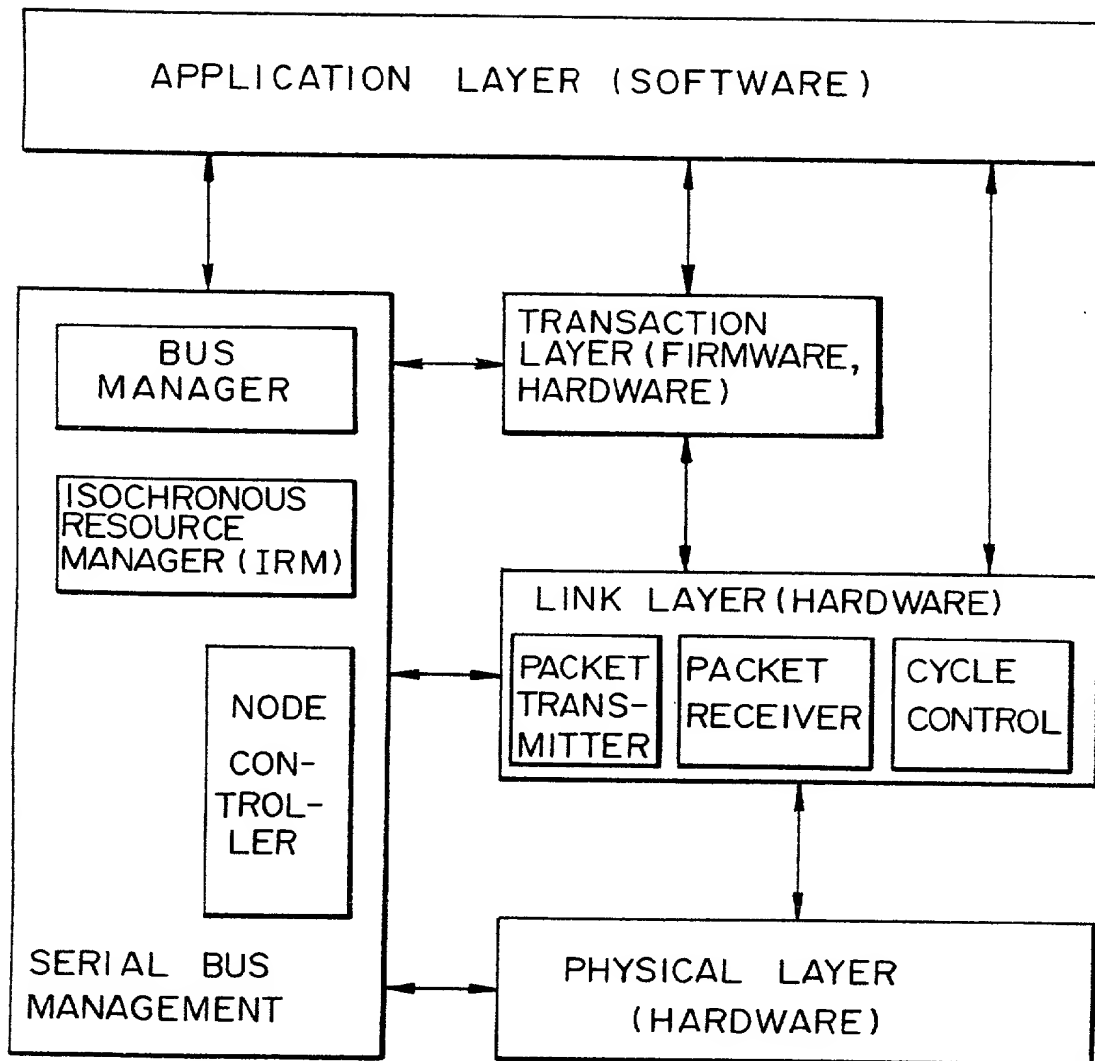 APPLICATION LAYER (SOFTWARE)
BUS
MANAGER
TRANSACTION
LAYER (FIRMWARE,
HARDWARE)
ISOCHRONOUS
RESOURCE
MANAGER (IRM)
LINK LAYER (HARDWARE)
PACKET
TRANS-
MITTER
PACKET
RECEIVER
CYCLE
CONTROL
NODE
CON-
TROL-
LER
SERIAL BUS
MANAGEMENT
PHYSICAL LAYER
(HARDWARE)